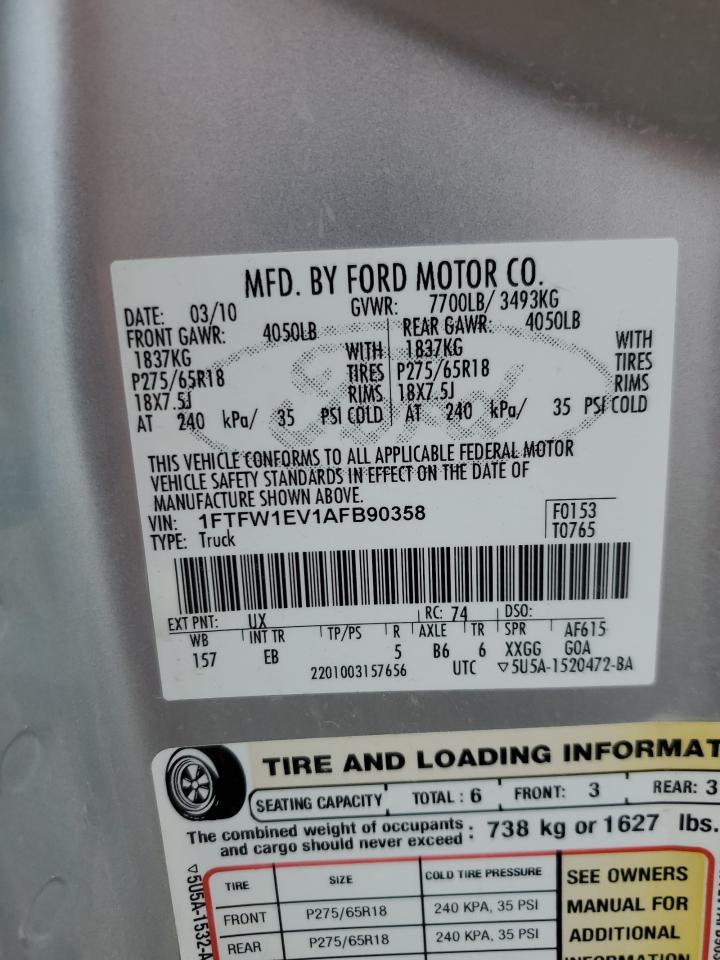 MFD. BY FORD MOTOR CO.
DATE: 03/10 GVWR: 7700LB/ 3493KG
FRONT GAWR: 4050LB REAR GAWR: 4050LB
1837KG WITH 1837KG WITH
P275/65R18 TIRES P275/65R18 TIRES
18X7.5J RIMS 18X7.5J RIMS
AT 240 kPa/ 35 PSI COLD AT 240 kPa/ 35 PSI COLD
Ford
THIS VEHICLE CONFORMS TO ALL APPLICABLE FEDERAL MOTOR
VEHICLE SAFETY STANDARDS IN EFFECT ON THE DATE OF
MANUFACTURE SHOWN ABOVE.
VIN: 1FTFW1EV1AFB90358 F0153
TYPE: Truck T0765
EXT PNT: UX RC: 74 DSO:
WB INT TR TP/PS R AXLE TR SPR AF615
157 EB 5 B6 6 XXGG GOA
2201003157656 UTC ▽5U5A-1520472-BA
TIRE AND LOADING INFORMAT
SEATING CAPACITY TOTAL : 6 FRONT: 3 REAR: 3
The combined weight of occupants
and cargo should never exceed : 738 kg or 1627 lbs.
TIRE SIZE COLD TIRE PRESSURE
FRONT P275/65R18 240 KPA, 35 PSI
REAR P275/65R18 240 KPA, 35 PSI
SEE OWNERS
MANUAL FOR
ADDITIONAL
INFORMATION
▽5U5A-1532-A